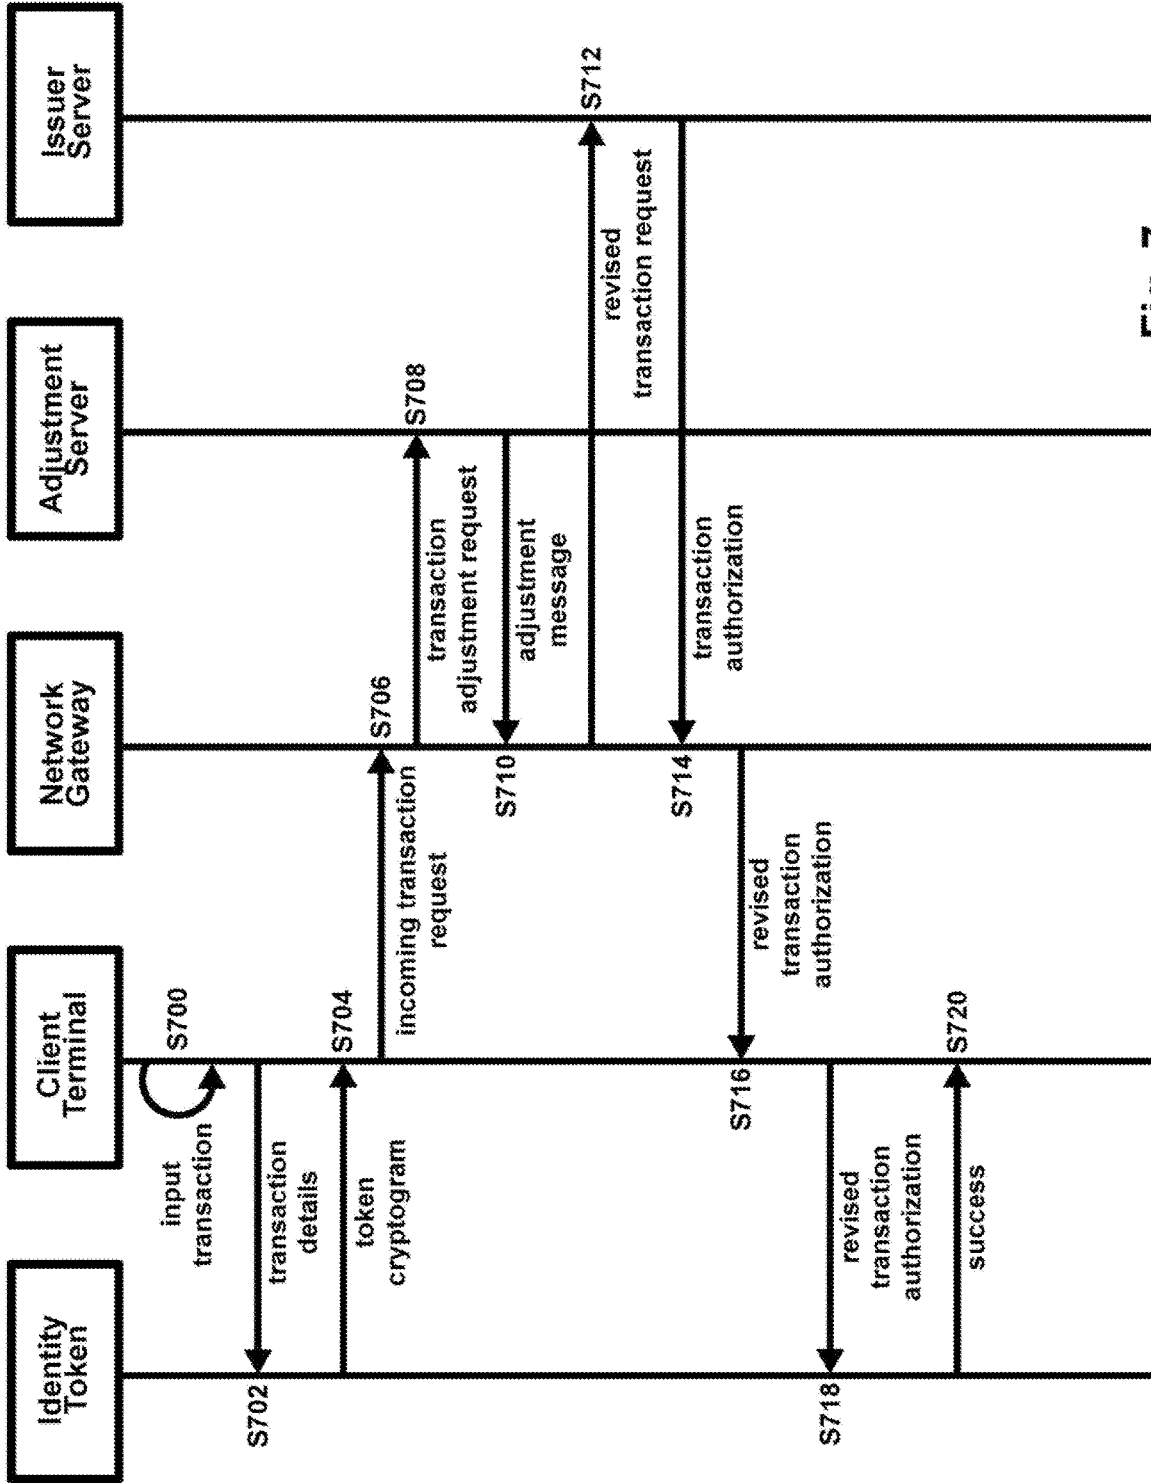 Identity
Token
Client
Terminal
Network
Gateway
Adjustment
Server
Issuer
Server
S700
input
transaction
transaction
details
S702
S704
token
cryptogram
S706
incoming transaction
request
S708
transaction
adjustment request
adjustment
message
S710
S712
revised
transaction request
transaction
authorization
S714
revised
transaction
authorization
S716
revised
transaction
authorization
S718
S720
success